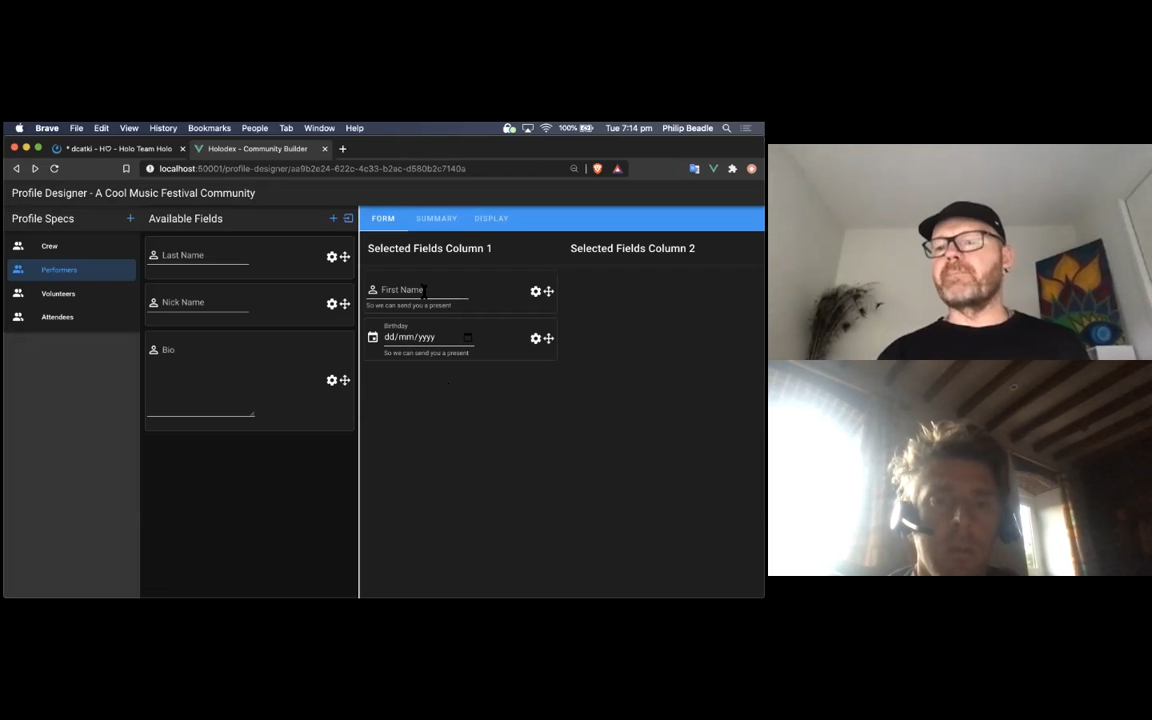 Brave File Edit View History Bookmarks People Tab Window Help 100% Tue 7:14 pm Philip Beadle
* dcatki - H♡ - Holo Team Holo Holodex - Community Builder
localhost:50001/profile-designer/aa9b2e24-622c-4c33-b2ac-d580b2c7140a
Profile Designer - A Cool Music Festival Community
Profile Specs
Crew
Performers
Volunteers
Attendees
Available Fields
Last Name
Nick Name
Bio
FORM SUMMARY DISPLAY
Selected Fields Column 1
First Name
So we can send you a present
Birthday
dd/mm/yyyy
So we can send you a present
Selected Fields Column 2